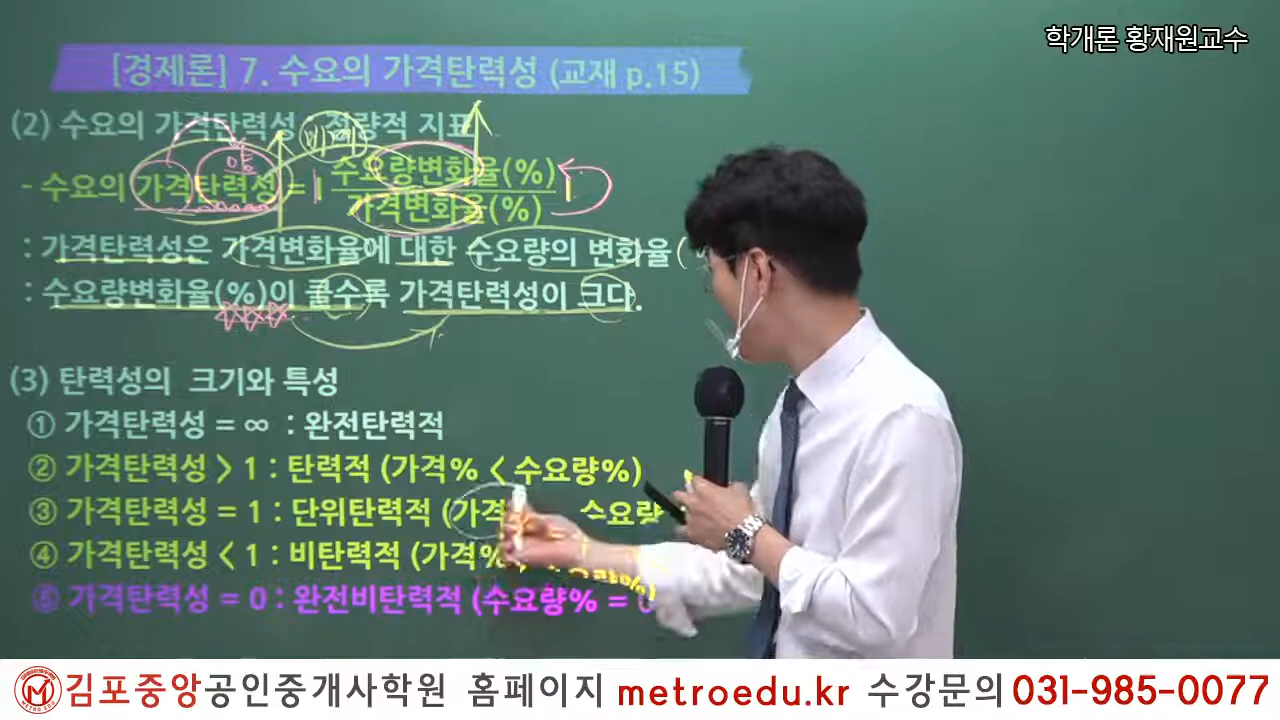 학개론 황재원교수
[경제론] 7. 수요의 가격탄력성 (교재 p.15)
(2) 수요의 가격탄력성 정량적 지표
비례
이동
- 수요의 가격탄력성 = 수요량변화율(%)
가격변화율(%)
: 가격탄력성은 가격변화율에 대한 수요량의 변화율 (
: 수요량변화율(%)이 클수록 가격탄력성이 크다.
(3) 탄력성의 크기와 특성
① 가격탄력성 = ∞ : 완전탄력적
② 가격탄력성 > 1 : 탄력적 (가격% < 수요량%)
③ 가격탄력성 = 1 : 단위탄력적 (가격 수요량
④ 가격탄력성 < 1 : 비탄력적 (가격% 수요량%)
⑤ 가격탄력성 = 0 : 완전비탄력적 (수요량% = 0
김포중앙공인중개사학원 홈페이지 metroedu.kr 수강문의 031-985-0077